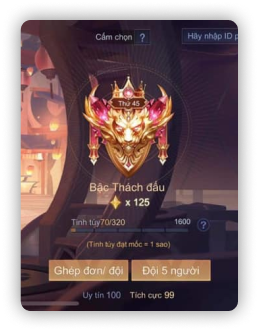 Cấm chọn ?
Hãy nhập ID p
Thứ 45
Bậc Thách đấu
x 125
Tinh túy 70/320 1600 ?
(Tinh túy đạt mốc = 1 sao)
Ghép đơn/ đội
Đội 5 người
Uy tín 100 Tích cực 99